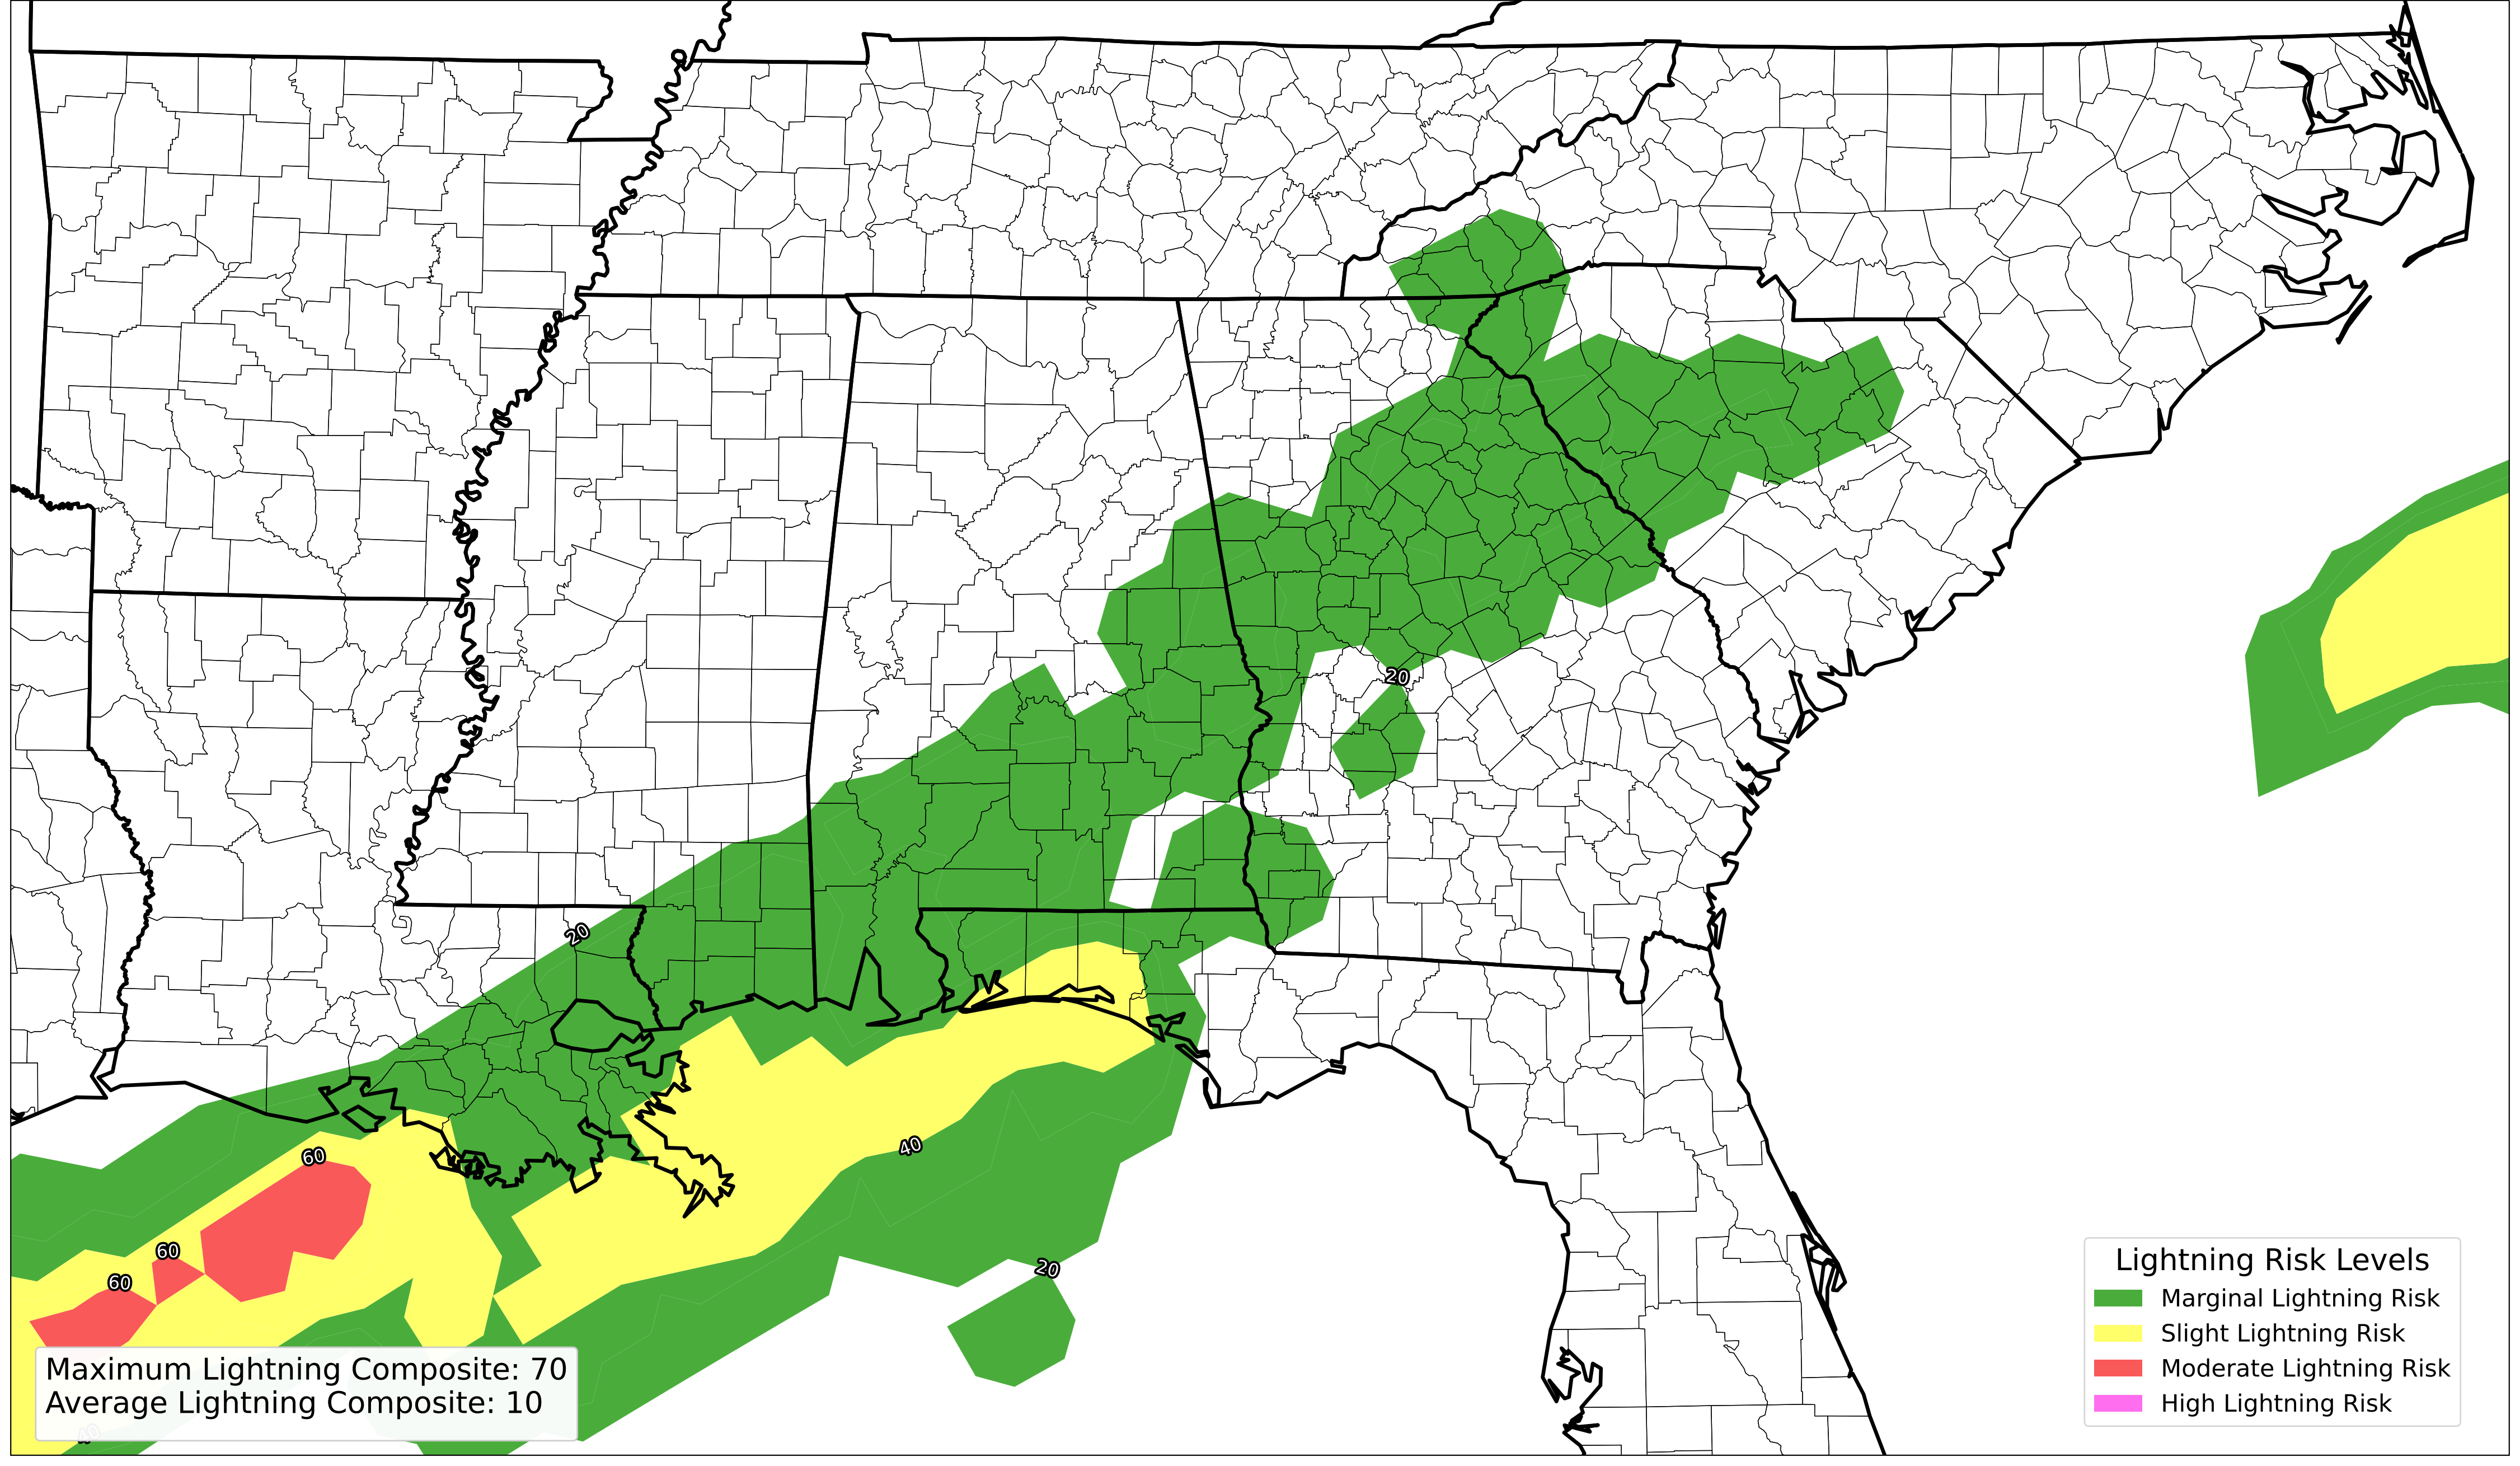 20
20
40
60
60
20
60
Lightning Risk Levels
Marginal Lightning Risk
Slight Lightning Risk
Moderate Lightning Risk
High Lightning Risk
Maximum Lightning Composite: 70
Average Lightning Composite: 10
40